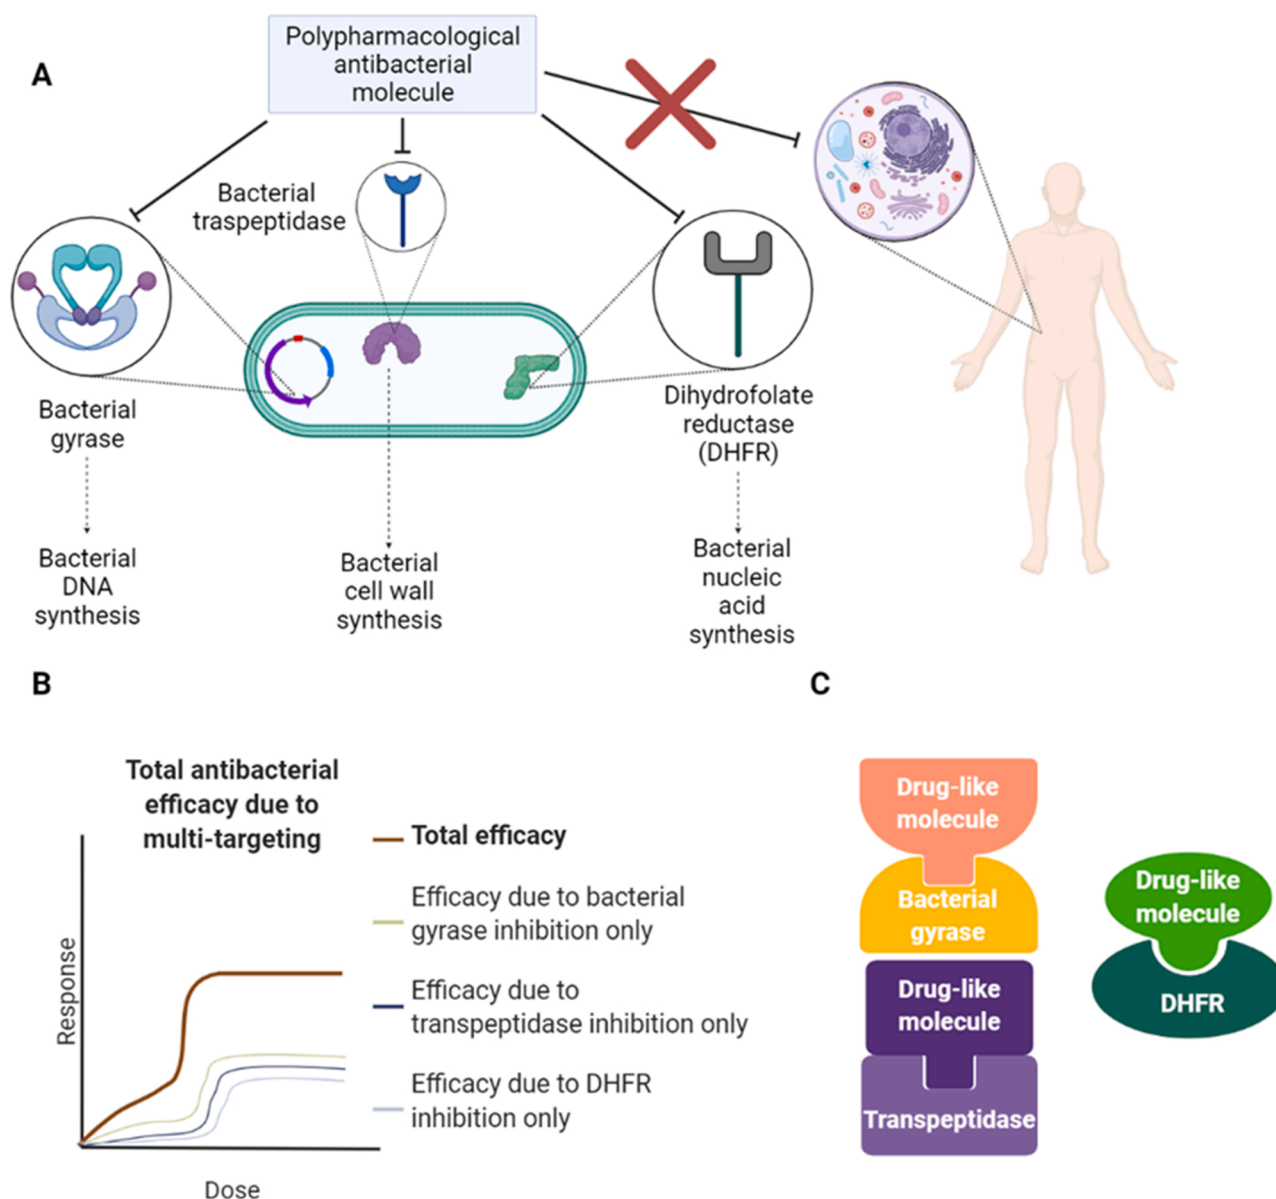 A
Polypharmacological
antibacterial
molecule
Bacterial
traspeptidase
Bacterial
gyrase
Dihydrofolate
reductase
(DHFR)
Bacterial
DNA
synthesis
Bacterial
cell wall
synthesis
Bacterial
nucleic
acid
synthesis
B
Total antibacterial
efficacy due to
multi-targeting
Response
Dose
Total efficacy
Efficacy due to bacterial
gyrase inhibition only
Efficacy due to
transpeptidase inhibition only
Efficacy due to DHFR
inhibition only
C
Drug-like
molecule
Bacterial
gyrase
Drug-like
molecule
Transpeptidase
Drug-like
molecule
DHFR